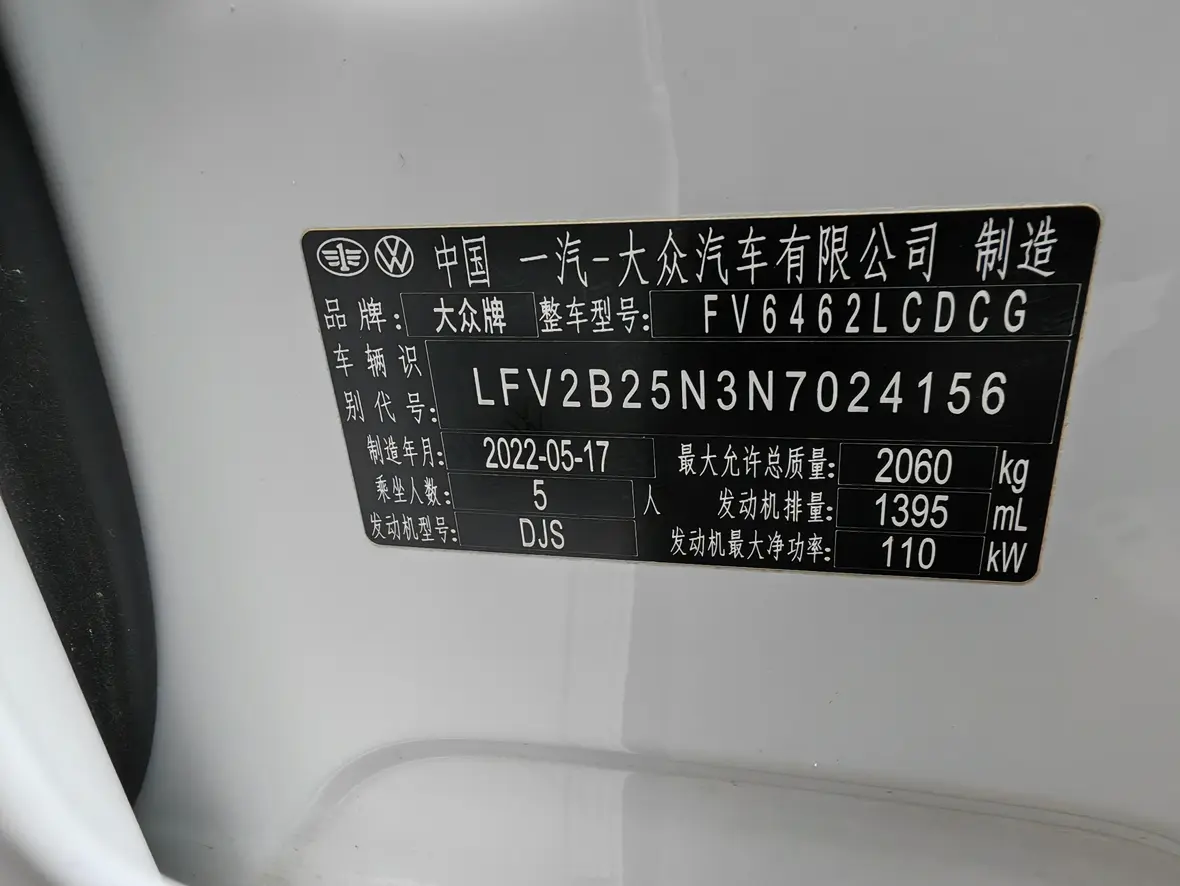 中国 一汽-大众汽车有限公司 制造
品牌: 大众牌 整车型号: FV6462LCDCG
车辆识别代号: LFV2B25N3N7024156
制造年月: 2022-05-17 最大允许总质量: 2060 kg
乘坐人数: 5 人 发动机排量: 1395 mL
发动机型号: DJS 发动机最大净功率: 110 kW